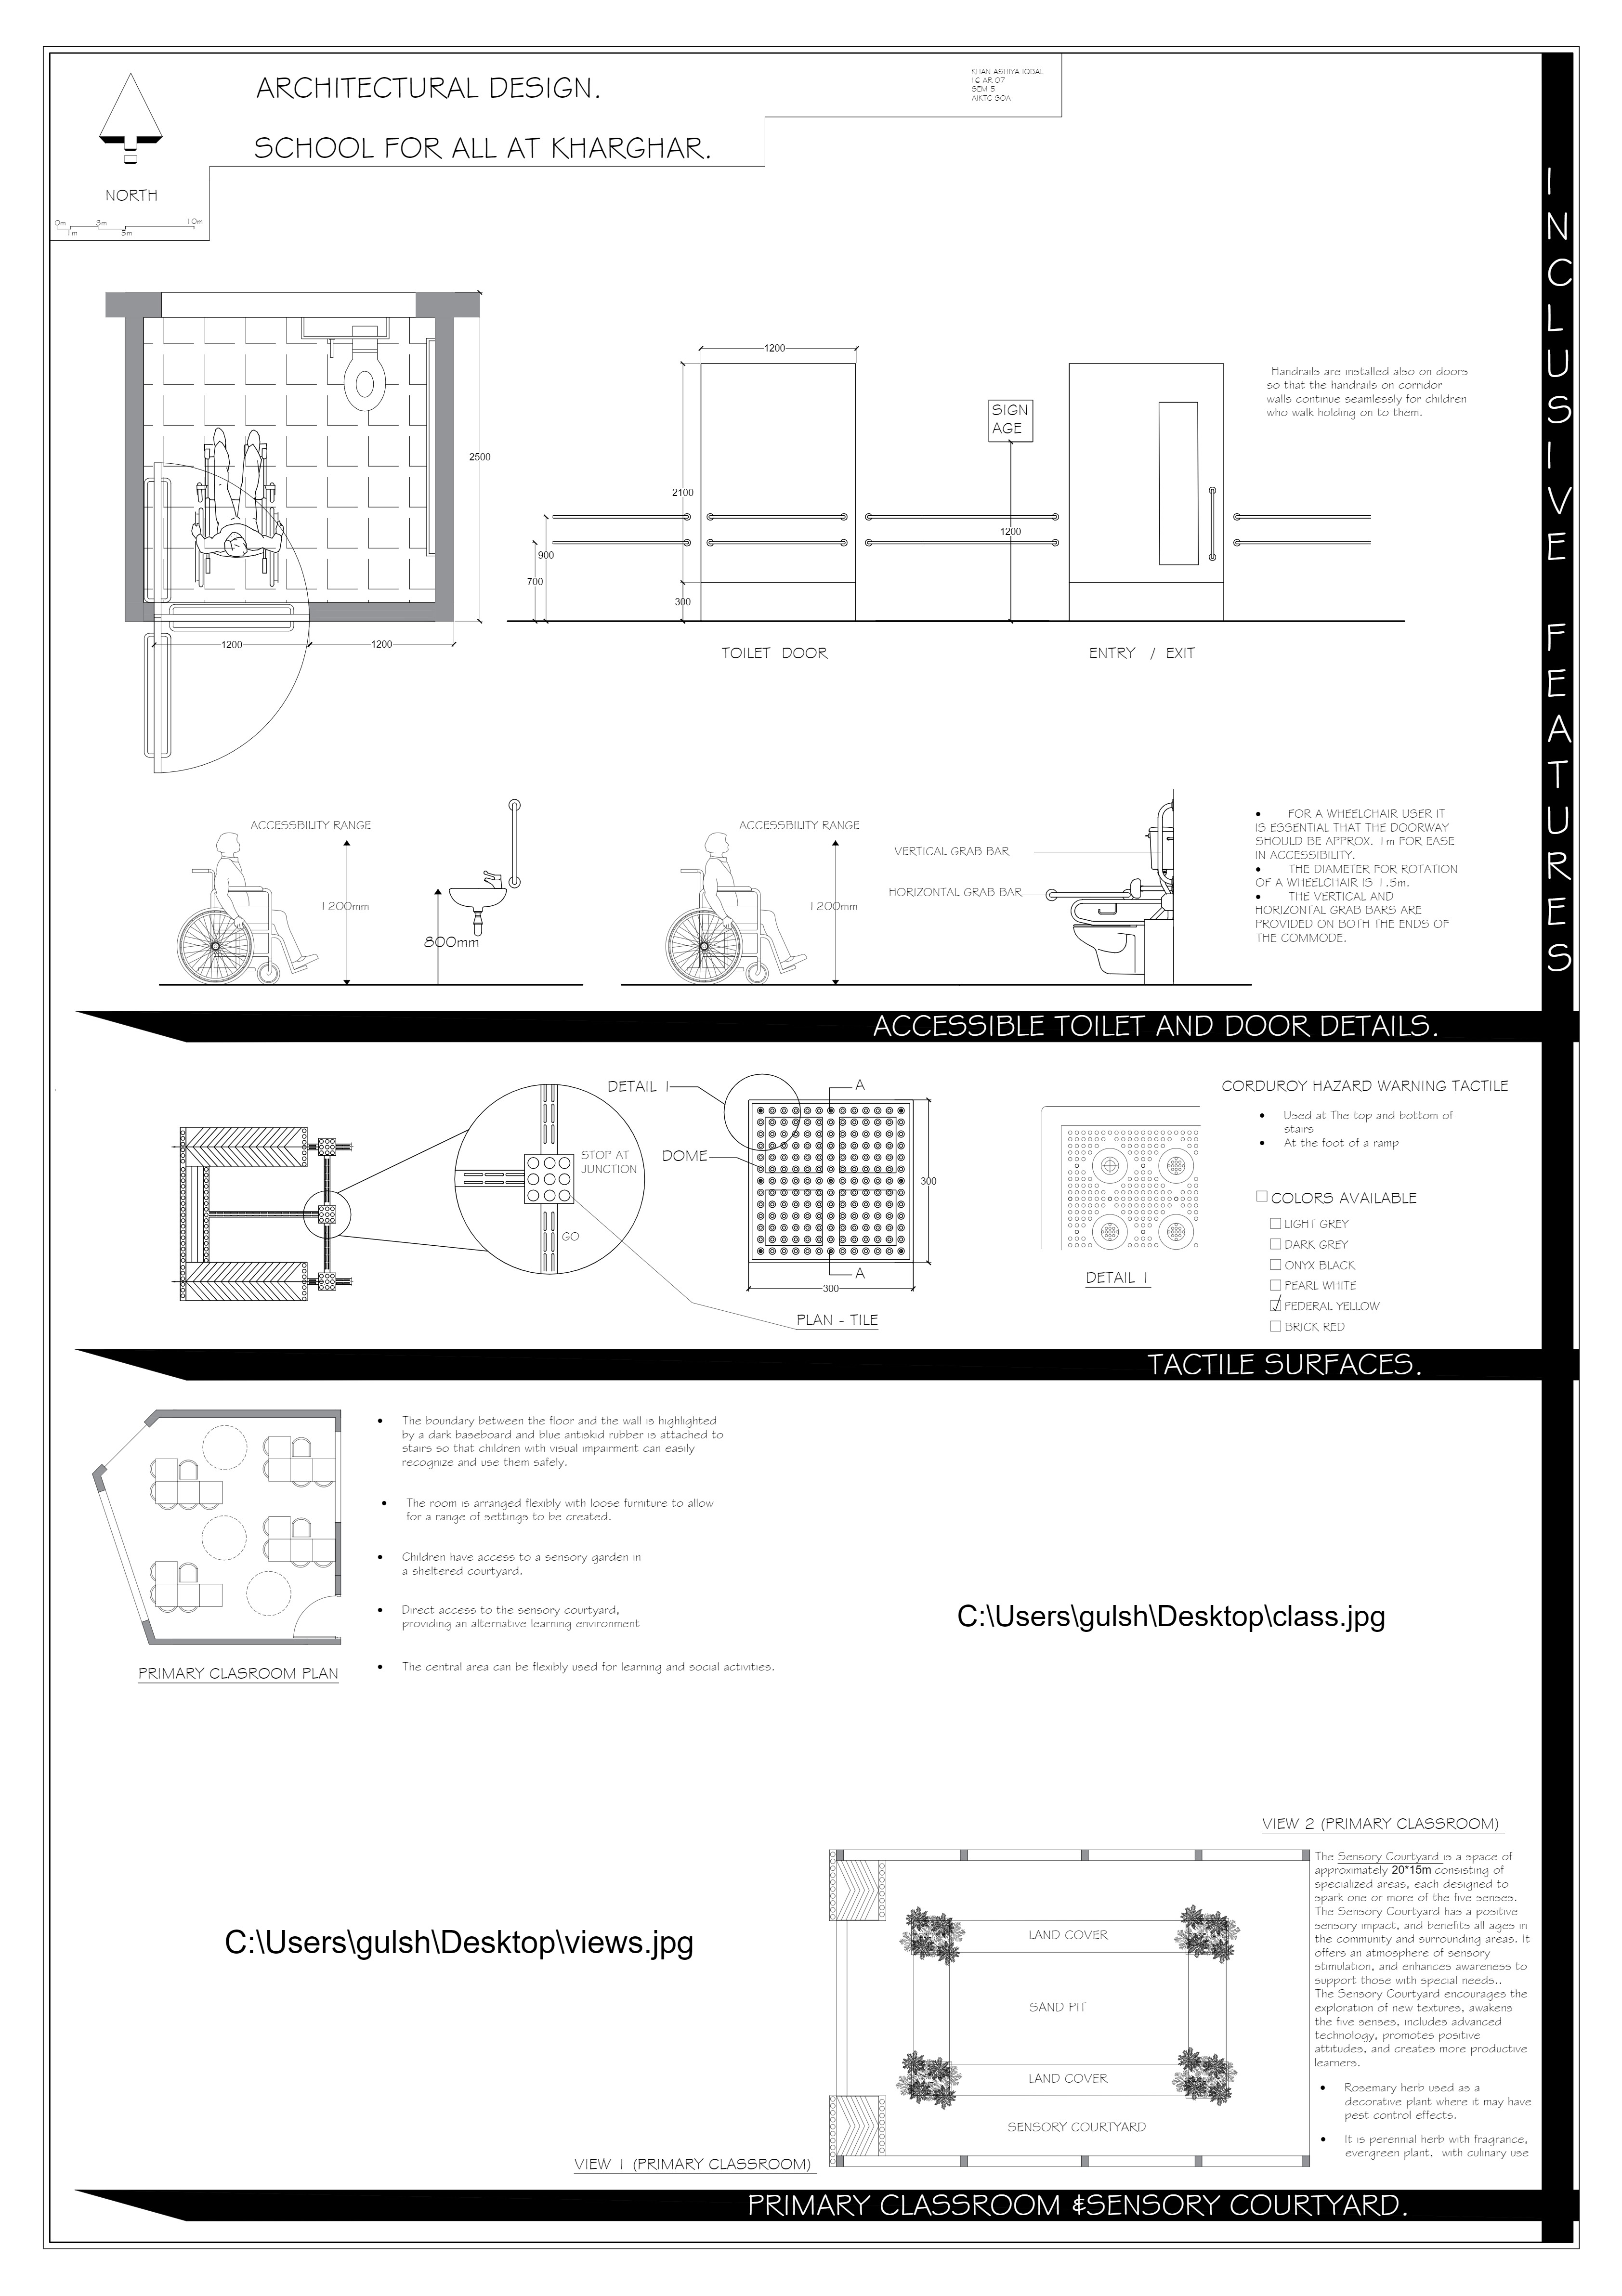 ARCHITECTURAL DESIGN.
SCHOOL FOR ALL AT KHARGHAR.
KHAN ASHIYA IQBAL
16 AR 07
SEM 5
AIKTC SOA
NORTH
0m 3m 10m
1m 5m
INCLUSIVE FEATURES
2500
1200 1200
1200
2100
900
700
300
SIGN
AGE
1200
TOILET DOOR
ENTRY / EXIT
Handrails are installed also on doors
so that the handrails on corridor
walls continue seamlessly for children
who walk holding on to them.
ACCESSBILITY RANGE
1200mm
800mm
ACCESSBILITY RANGE
1200mm
VERTICAL GRAB BAR
HORIZONTAL GRAB BAR
• FOR A WHEELCHAIR USER IT
IS ESSENTIAL THAT THE DOORWAY
SHOULD BE APPROX. 1m FOR EASE
IN ACCESSIBILITY.
• THE DIAMETER FOR ROTATION
OF A WHEELCHAIR IS 1.5m.
• THE VERTICAL AND
HORIZONTAL GRAB BARS ARE
PROVIDED ON BOTH THE ENDS OF
THE COMMODE.
ACCESSIBLE TOILET AND DOOR DETAILS.
STOP AT
JUNCTION
GO
DETAIL 1
DOME
A
A
300
300
PLAN - TILE
DETAIL 1
CORDUROY HAZARD WARNING TACTILE
• Used at The top and bottom of
stairs
• At the foot of a ramp
COLORS AVAILABLE
LIGHT GREY
DARK GREY
ONYX BLACK
PEARL WHITE
FEDERAL YELLOW
BRICK RED
TACTILE SURFACES.
PRIMARY CLASROOM PLAN
• The boundary between the floor and the wall is highlighted
by a dark baseboard and blue antiskid rubber is attached to
stairs so that children with visual impairment can easily
recognize and use them safely.
• The room is arranged flexibly with loose furniture to allow
for a range of settings to be created.
• Children have access to a sensory garden in
a sheltered courtyard.
• Direct access to the sensory courtyard,
providing an alternative learning environment
• The central area can be flexibly used for learning and social activities.
C:\Users\gulsh\Desktop\class.jpg
VIEW 2 (PRIMARY CLASSROOM)
C:\Users\gulsh\Desktop\views.jpg
VIEW 1 (PRIMARY CLASSROOM)
LAND COVER
SAND PIT
LAND COVER
SENSORY COURTYARD
The Sensory Courtyard is a space of
approximately 20*15m consisting of
specialized areas, each designed to
spark one or more of the five senses.
The Sensory Courtyard has a positive
sensory impact, and benefits all ages in
the community and surrounding areas. It
offers an atmosphere of sensory
stimulation, and enhances awareness to
support those with special needs..
The Sensory Courtyard encourages the
exploration of new textures, awakens
the five senses, includes advanced
technology, promotes positive
attitudes, and creates more productive
learners.
• Rosemary herb used as a
decorative plant where it may have
pest control effects.
• It is perennial herb with fragrance,
evergreen plant, with culinary use
PRIMARY CLASSROOM &SENSORY COURTYARD.